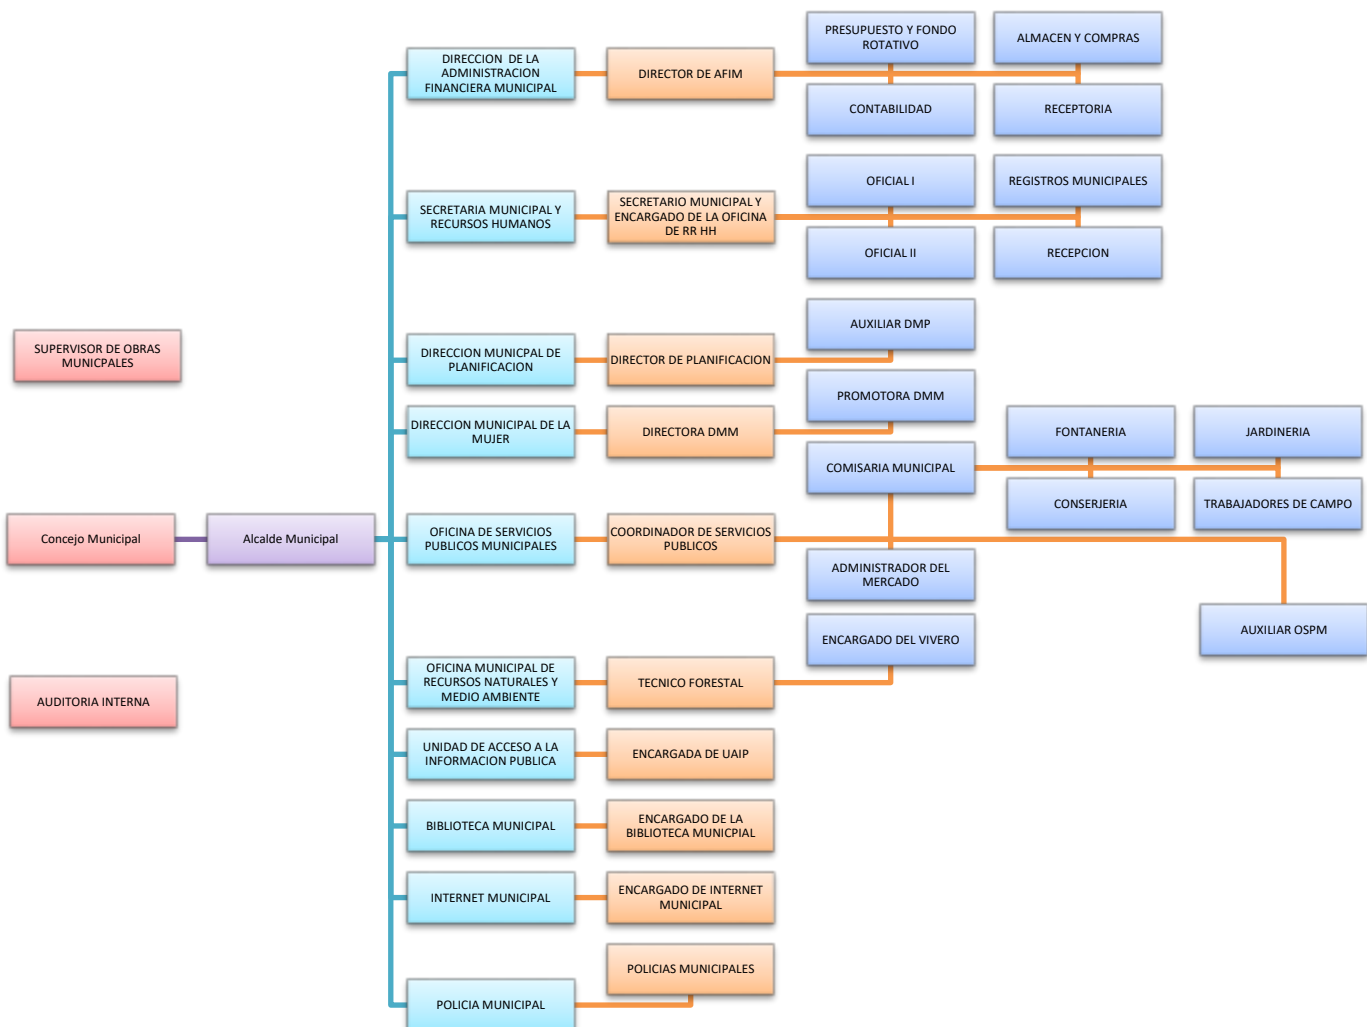 PRESUPUESTO Y FONDO
ROTATIVO
ALMACEN Y COMPRAS
DIRECCION DE LA
ADMINISTRACION
FINANCIERA MUNICIPAL
DIRECTOR DE AFIM
CONTABILIDAD
RECEPTORIA
OFICIAL I
REGISTROS MUNICIPALES
SECRETARIA MUNICIPAL Y
RECURSOS HUMANOS
SECRETARIO MUNICIPAL Y
ENCARGADO DE LA OFICINA
DE RR HH
OFICIAL II
RECEPCION
AUXILIAR DMP
SUPERVISOR DE OBRAS
MUNICPALES
DIRECCION MUNICPAL DE
PLANIFICACION
DIRECTOR DE PLANIFICACION
PROMOTORA DMM
DIRECCION MUNICIPAL DE LA
MUJER
DIRECTORA DMM
FONTANERIA
JARDINERIA
COMISARIA MUNICIPAL
CONSERJERIA
TRABAJADORES DE CAMPO
Concejo Municipal
Alcalde Municipal
OFICINA DE SERVICIOS
PUBLICOS MUNICIPALES
COORDINADOR DE SERVICIOS
PUBLICOS
ADMINISTRADOR DEL
MERCADO
AUXILIAR OSPM
ENCARGADO DEL VIVERO
OFICINA MUNICIPAL DE
RECURSOS NATURALES Y
MEDIO AMBIENTE
TECNICO FORESTAL
AUDITORIA INTERNA
UNIDAD DE ACCESO A LA
INFORMACION PUBLICA
ENCARGADA DE UAIP
BIBLIOTECA MUNICIPAL
ENCARGADO DE LA
BIBLIOTECA MUNICPIAL
INTERNET MUNICIPAL
ENCARGADO DE INTERNET
MUNICIPAL
POLICIAS MUNICIPALES
POLICIA MUNICIPAL